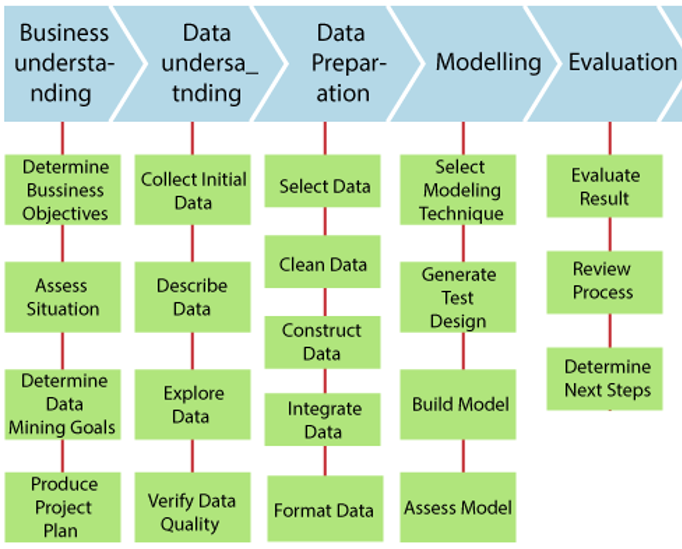 Business
understa-
nding
Data
undersa_
tnding
Data
Prepar-
ation
Modelling
Evaluation
Determine
Bussiness
Objectives
Assess
Situation
Determine
Data
Mining Goals
Produce
Project
Plan
Collect Initial
Data
Describe
Data
Explore
Data
Verify Data
Quality
Select Data
Clean Data
Construct
Data
Integrate
Data
Format Data
Select
Modeling
Technique
Generate
Test
Design
Build Model
Assess Model
Evaluate
Result
Review
Process
Determine
Next Steps